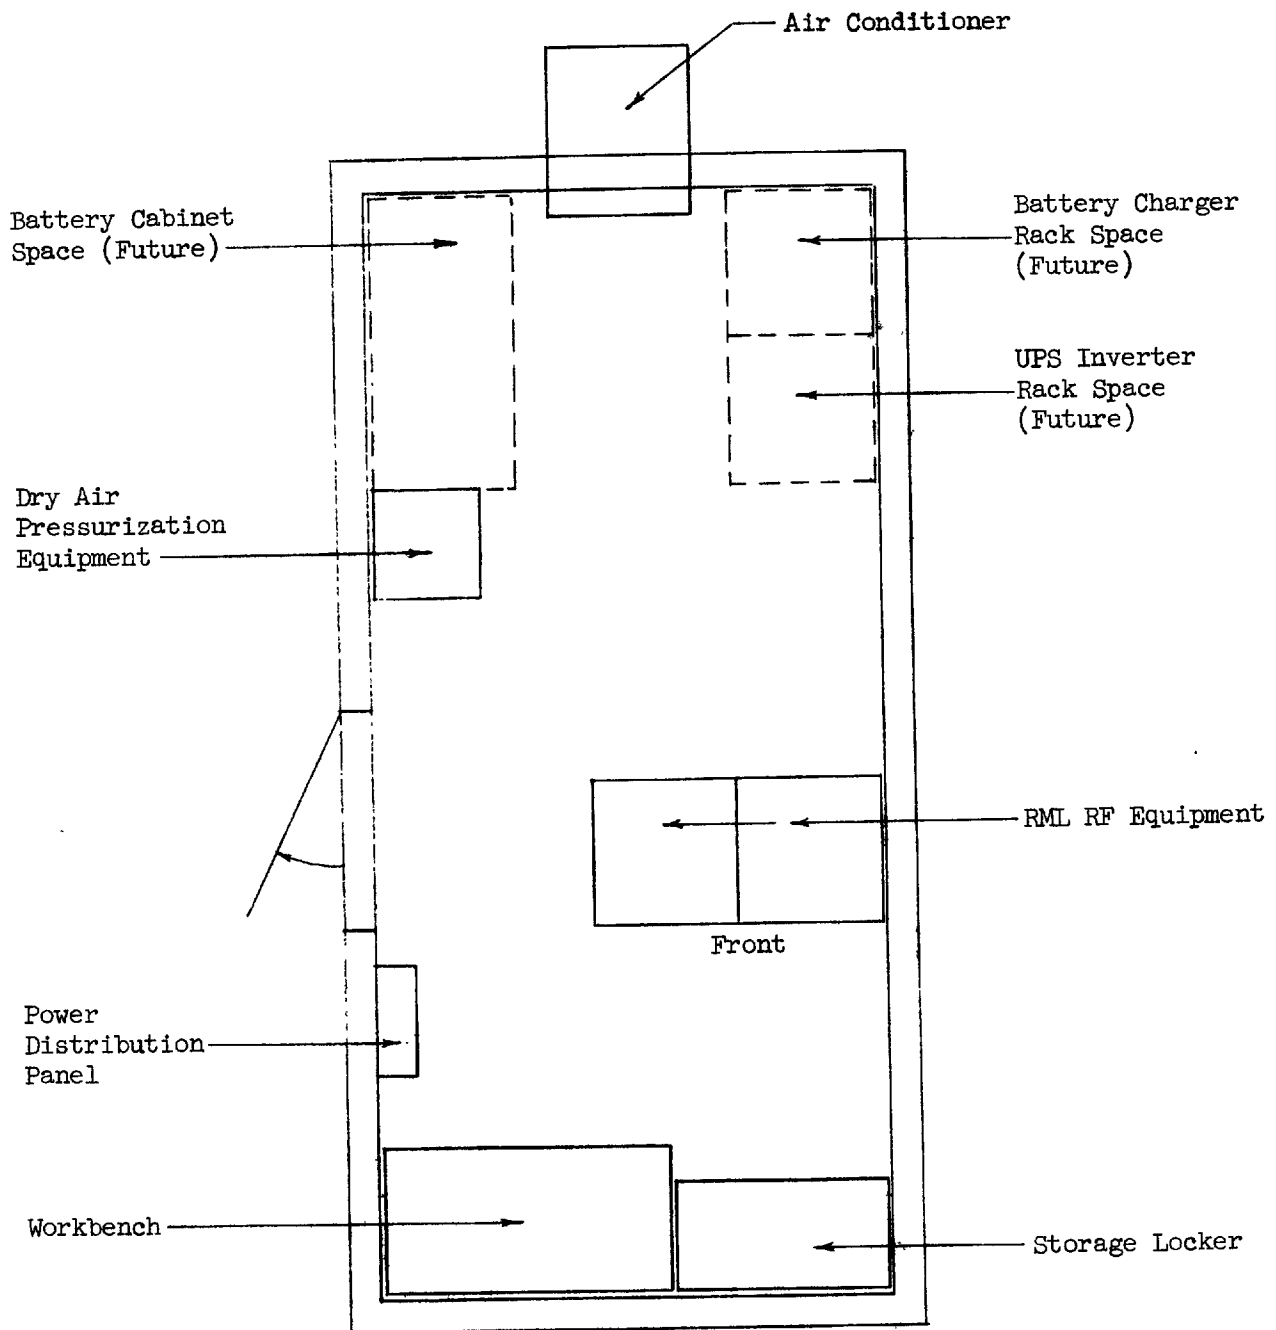 Air Conditioner
Battery Cabinet
Space (Future)
Battery Charger
Rack Space
(Future)
UPS Inverter
Rack Space
(Future)
Dry Air
Pressurization
Equipment
RML RF Equipment
Front
Power
Distribution
Panel
Workbench
Storage Locker